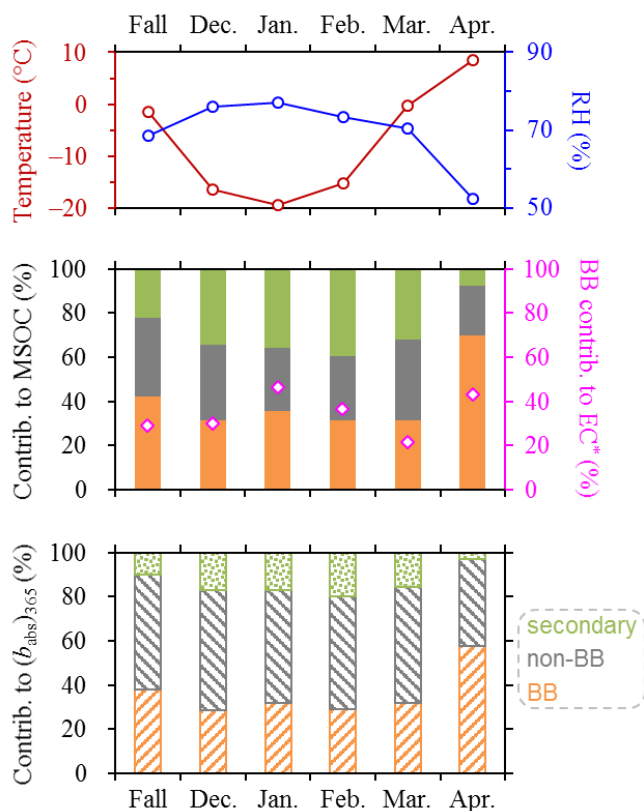 Fall Dec. Jan. Feb. Mar. Apr.
Temperature (°C)
10
0
−10
−20
90
70
50
RH (%)
Contrib. to MSOC (%)
100
80
60
40
20
0
100
80
60
40
20
0
BB contrib. to EC* (%)
Contrib. to (b_abs)_365 (%)
100
80
60
40
20
0
secondary
non-BB
BB
Fall Dec. Jan. Feb. Mar. Apr.